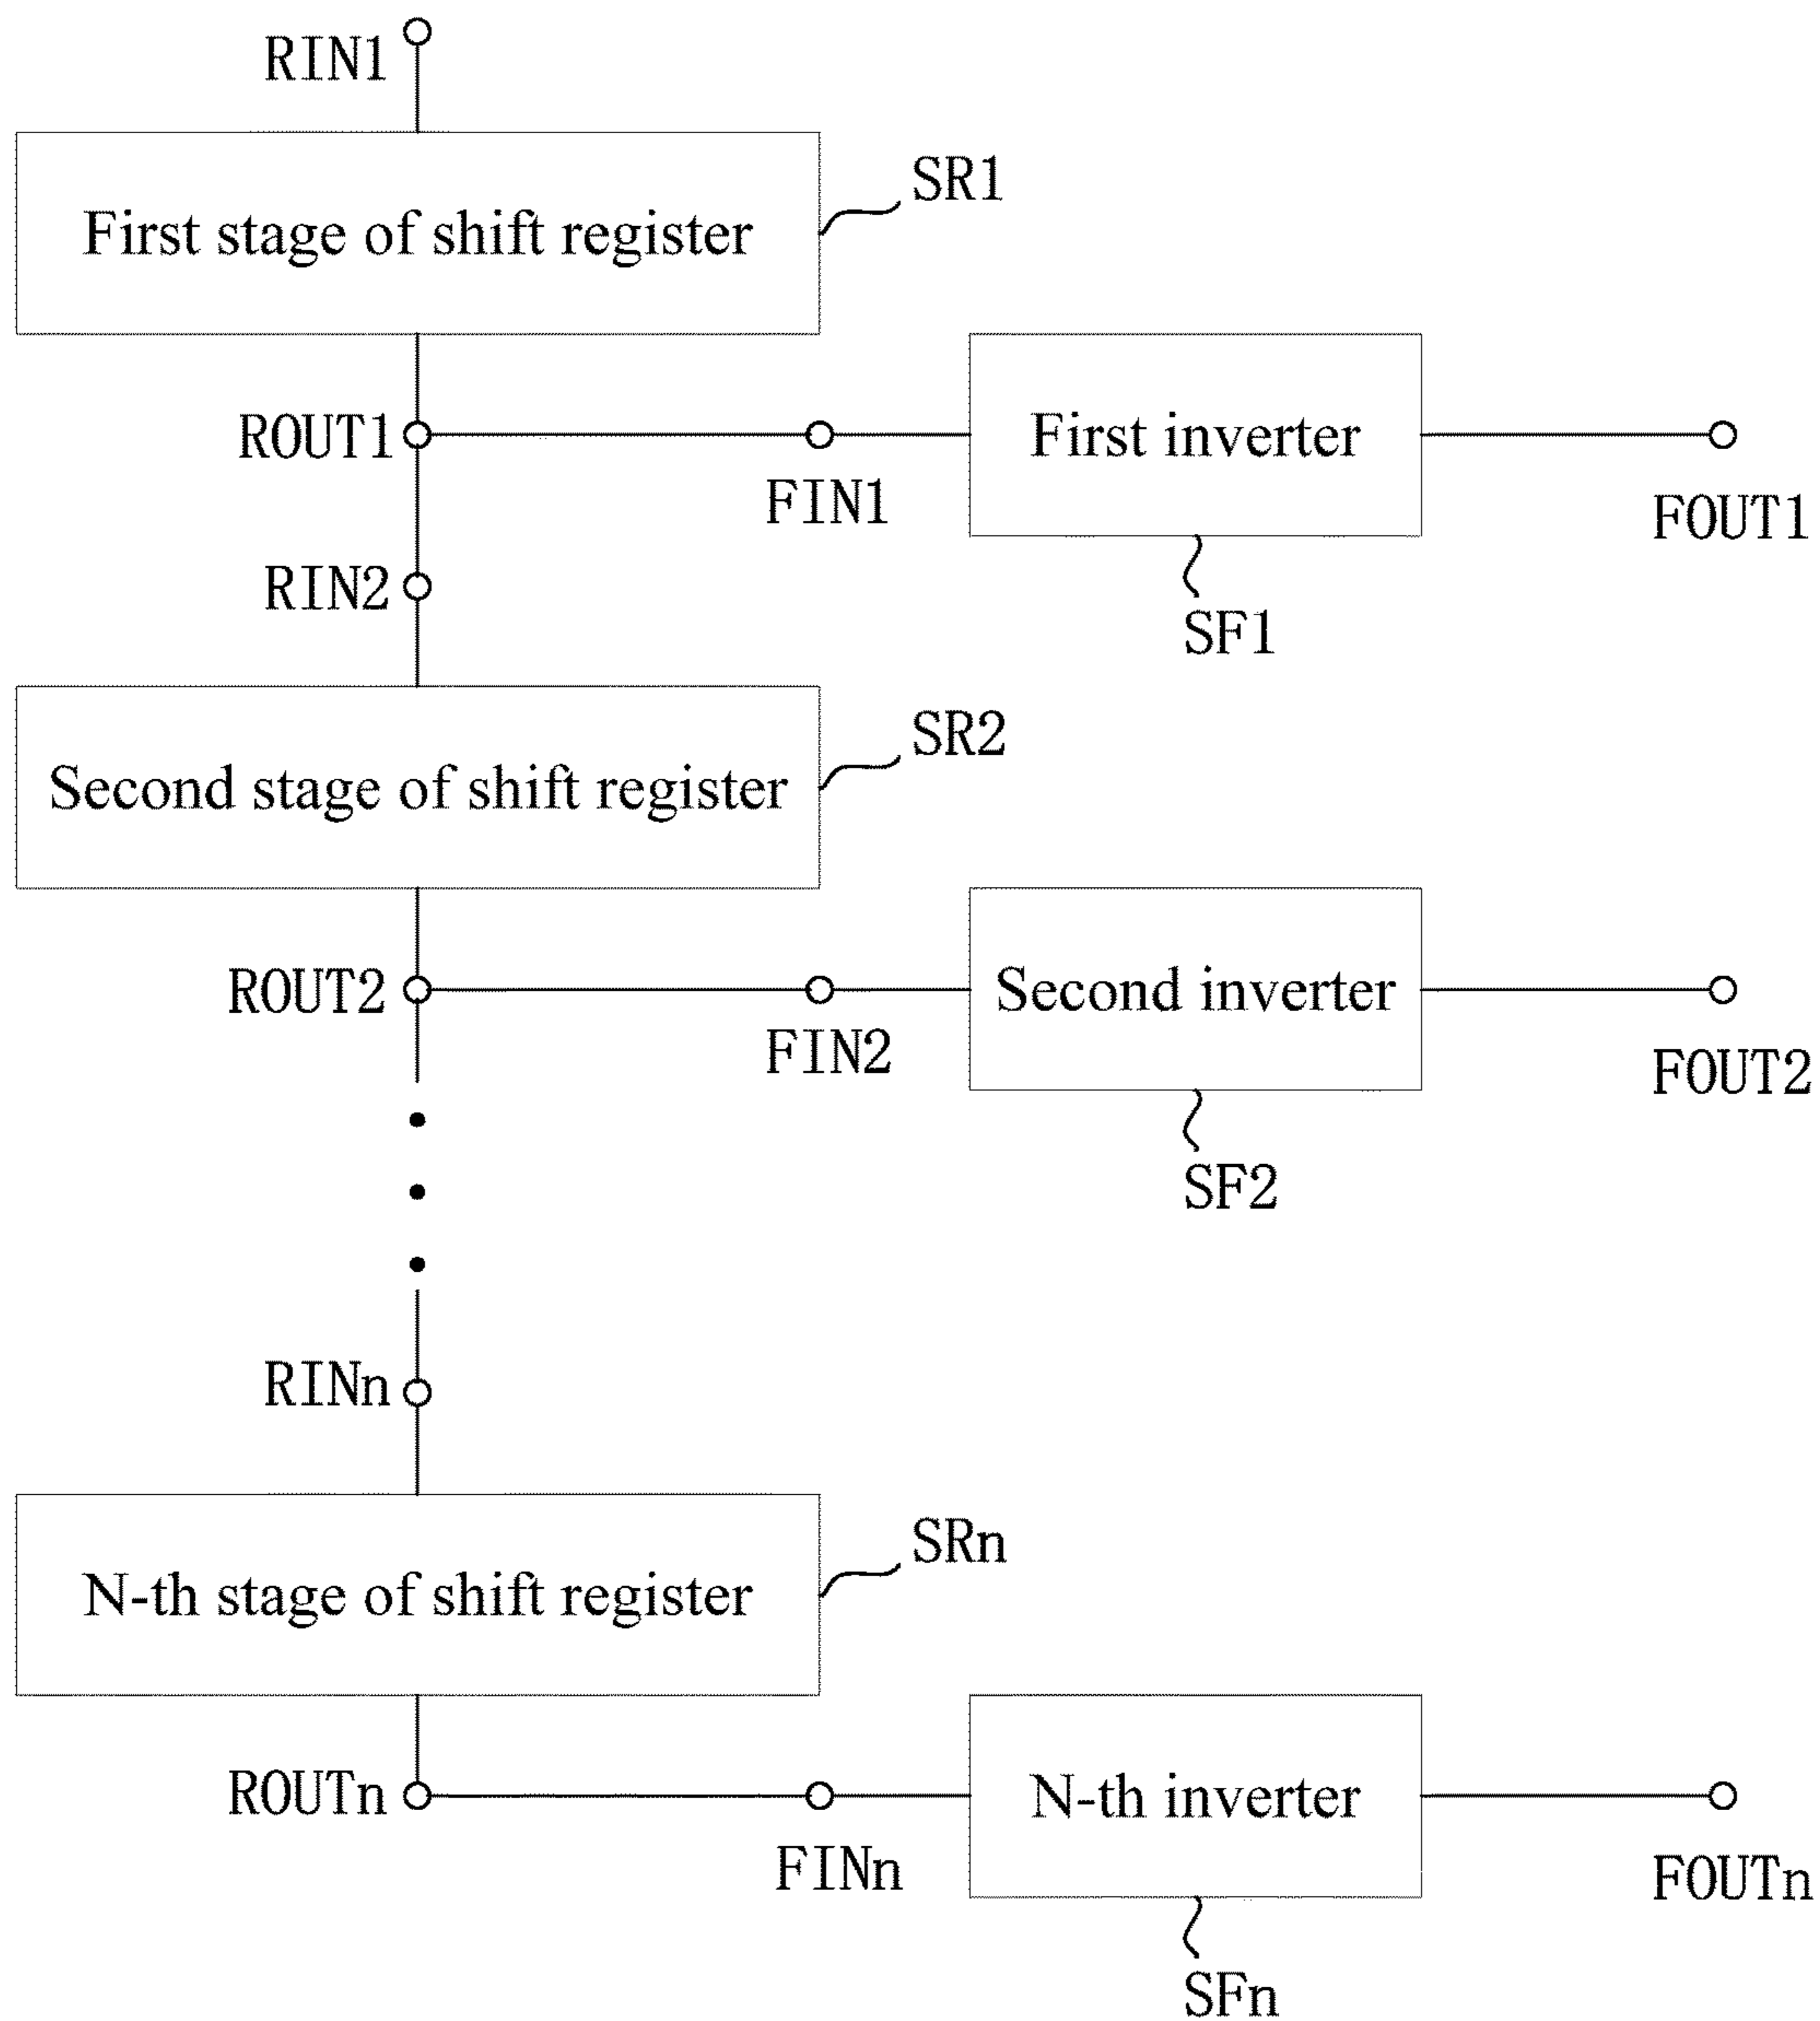 RIN1
First stage of shift register
SR1
ROUT1
FIN1
First inverter
FOUT1
SF1
RIN2
Second stage of shift register
SR2
ROUT2
FIN2
Second inverter
FOUT2
SF2
RINn
N-th stage of shift register
SRn
ROUTn
FINn
N-th inverter
FOUTn
SFn